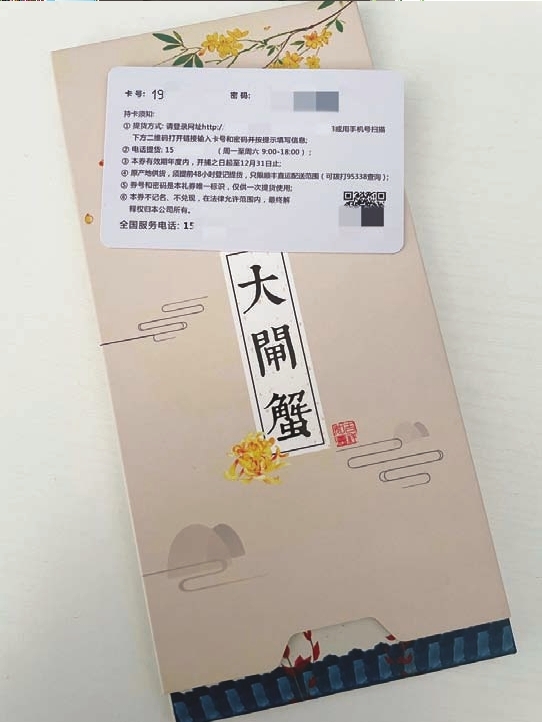 卡号: 19 密码:
持卡须知:
① 提货方式: 请登录网址http:/ 或用手机号扫描
下方二维码打开链接输入卡号和密码并按提示填写信息;
② 电话提货: 15 (周一至周六 9:00-18:00);
③ 本券有效期年度内,开捕之日起至12月31日止;
④ 原产地供货,须提前48小时登记提货,只限顺丰直运配送范围(可拨打95338查询);
⑤ 券号和密码是本礼券唯一标识,仅供一次提货使用;
⑥ 本券不记名、不兑现,在法律允许范围内,最终解
释权归本公司所有。
全国服务电话: 15
大閘蟹